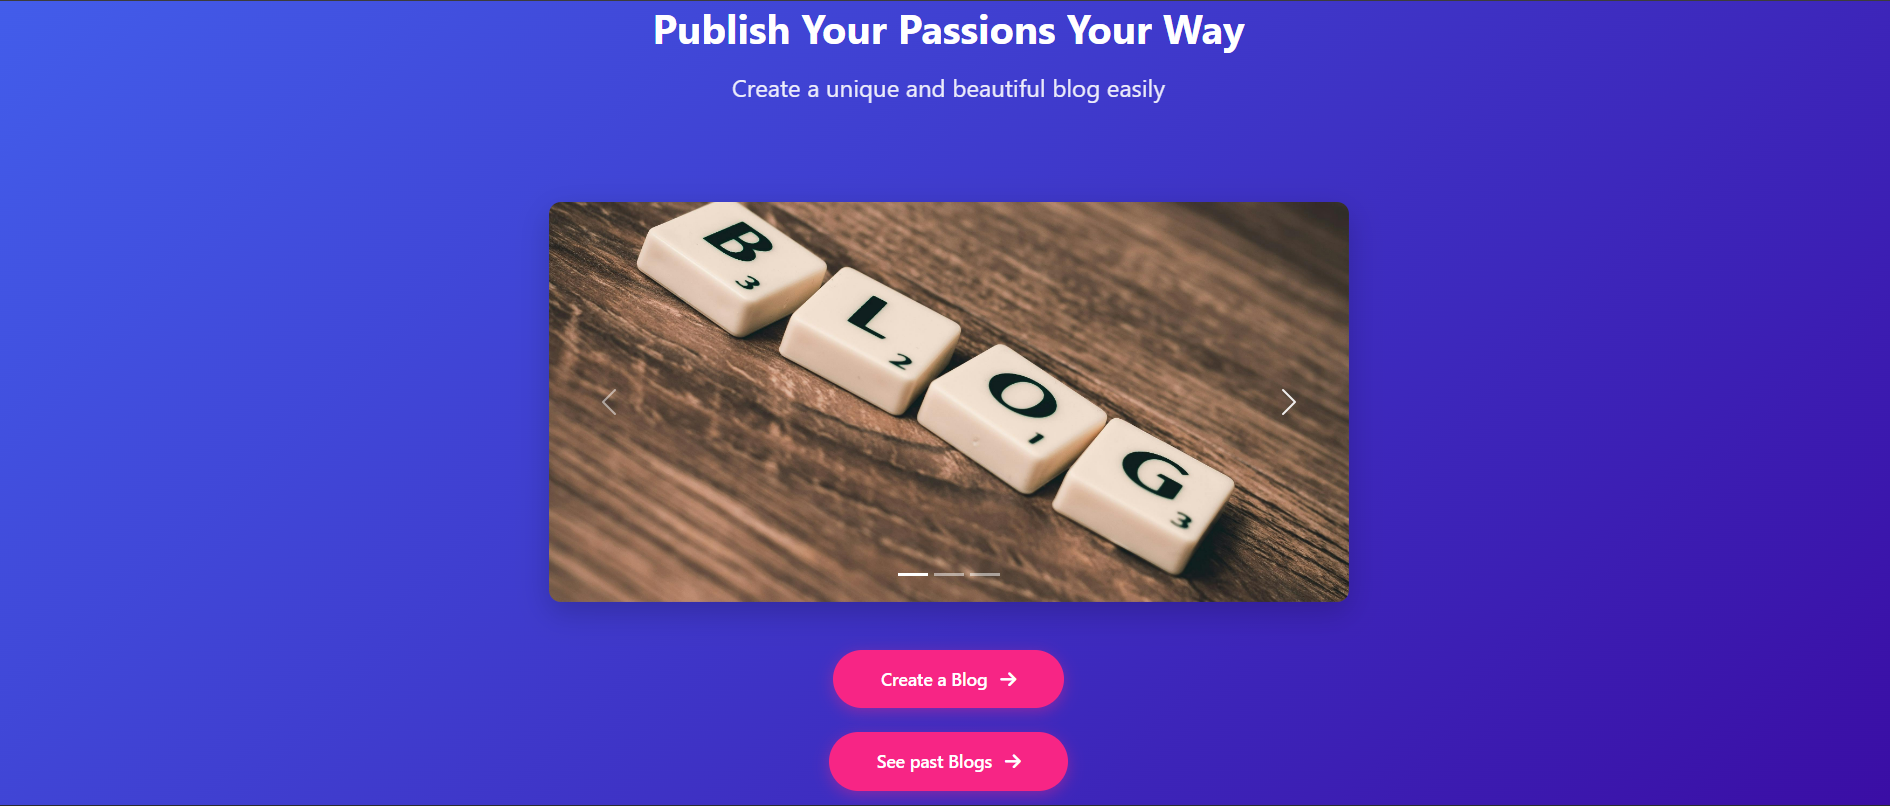 Publish Your Passions Your Way
Create a unique and beautiful blog easily
B
3
L
2
O
1
G
3
Create a Blog →
See past Blogs →